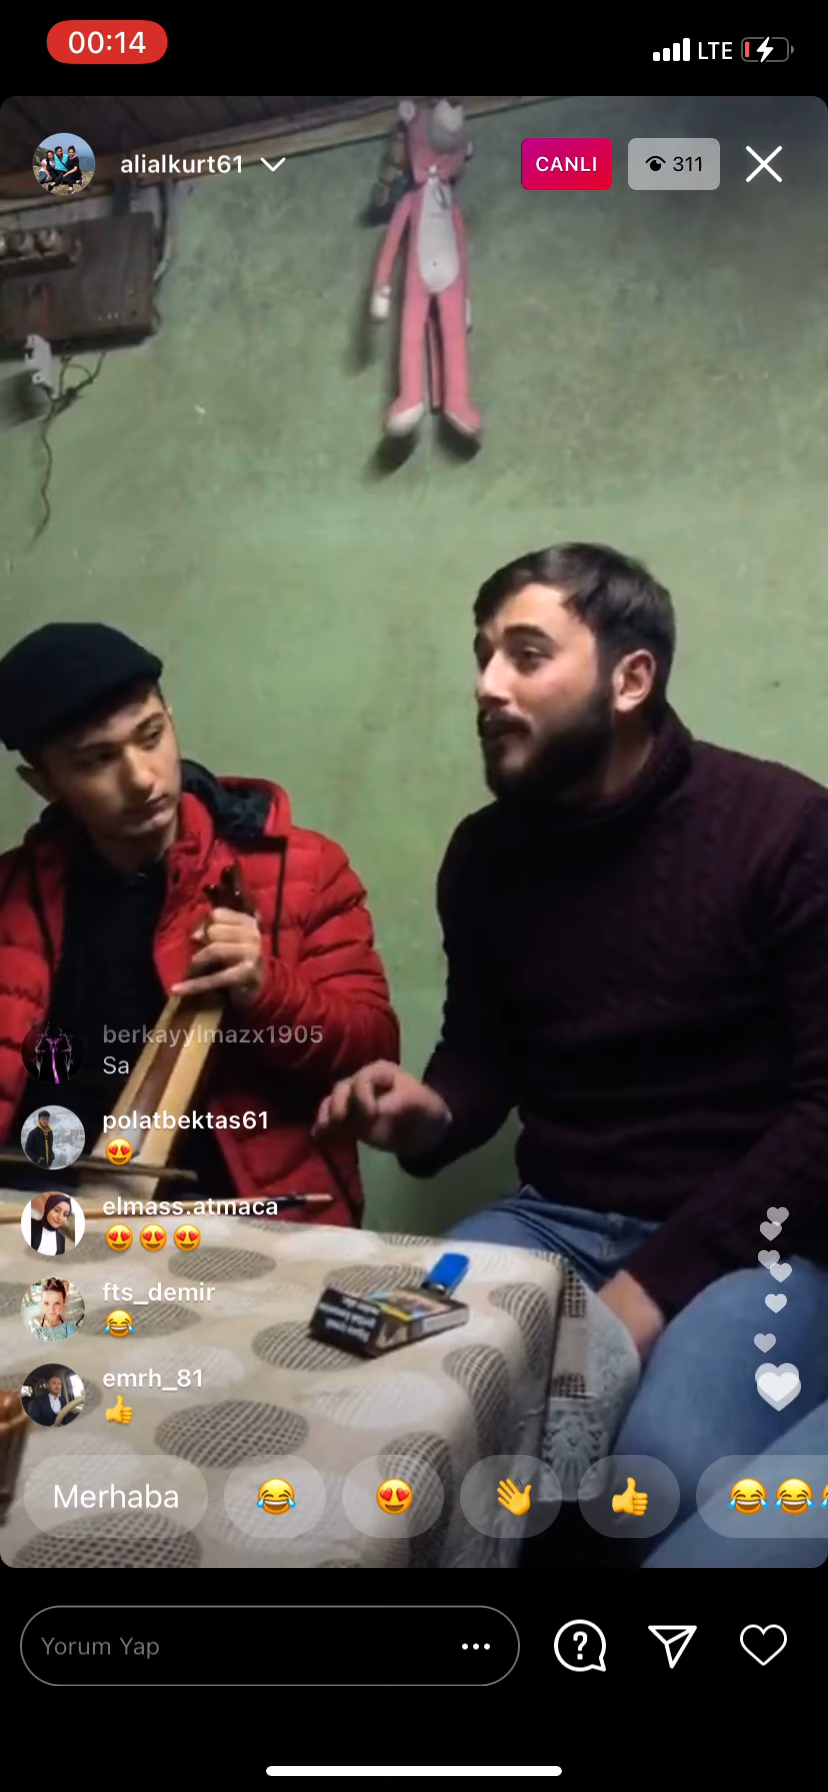 00:14
LTE
alialkurt61
CANLI
311
berkayylmazx1905
Sa
polatbektas61
😍
elmass.atmaca
😍😍😍
fts_demir
😂
emrh_81
👍
Merhaba
Yorum Yap